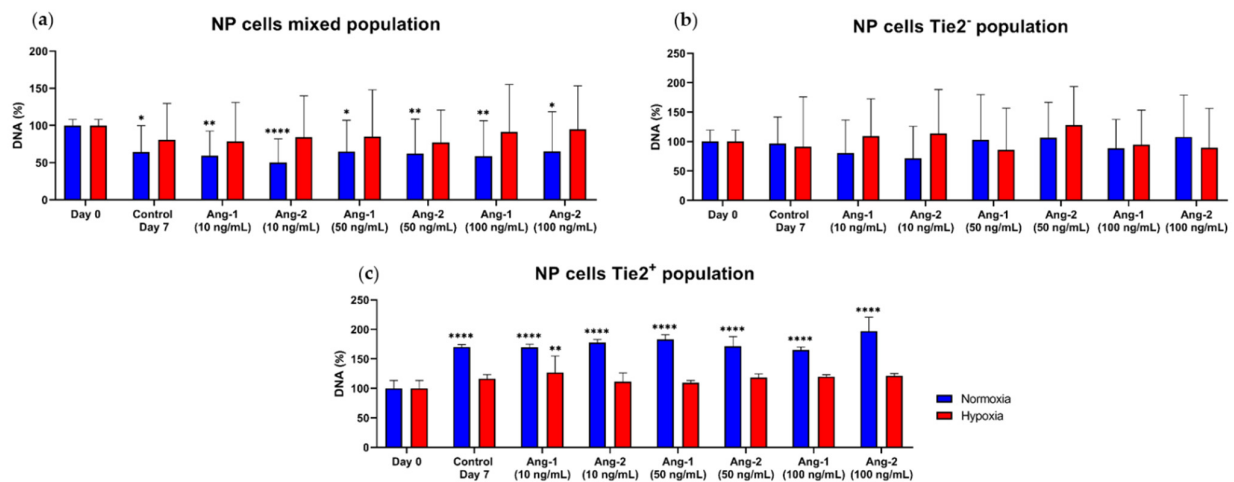 (a)
NP cells mixed population
DNA (%)
200
150
100
50
0
*
**
****
*
**
**
*
Day 0
Control
Day 7
Ang-1
(10 ng/mL)
Ang-2
(10 ng/mL)
Ang-1
(50 ng/mL)
Ang-2
(50 ng/mL)
Ang-1
(100 ng/mL)
Ang-2
(100 ng/mL)
(b)
NP cells Tie2⁻ population
DNA (%)
250
200
150
100
50
0
Day 0
Control
Day 7
Ang-1
(10 ng/mL)
Ang-2
(10 ng/mL)
Ang-1
(50 ng/mL)
Ang-2
(50 ng/mL)
Ang-1
(100 ng/mL)
Ang-2
(100 ng/mL)
(c)
NP cells Tie2⁺ population
DNA (%)
250
200
150
100
50
0
****
****
**
****
****
****
****
****
Day 0
Control
Day 7
Ang-1
(10 ng/mL)
Ang-2
(10 ng/mL)
Ang-1
(50 ng/mL)
Ang-2
(50 ng/mL)
Ang-1
(100 ng/mL)
Ang-2
(100 ng/mL)
Normoxia
Hypoxia